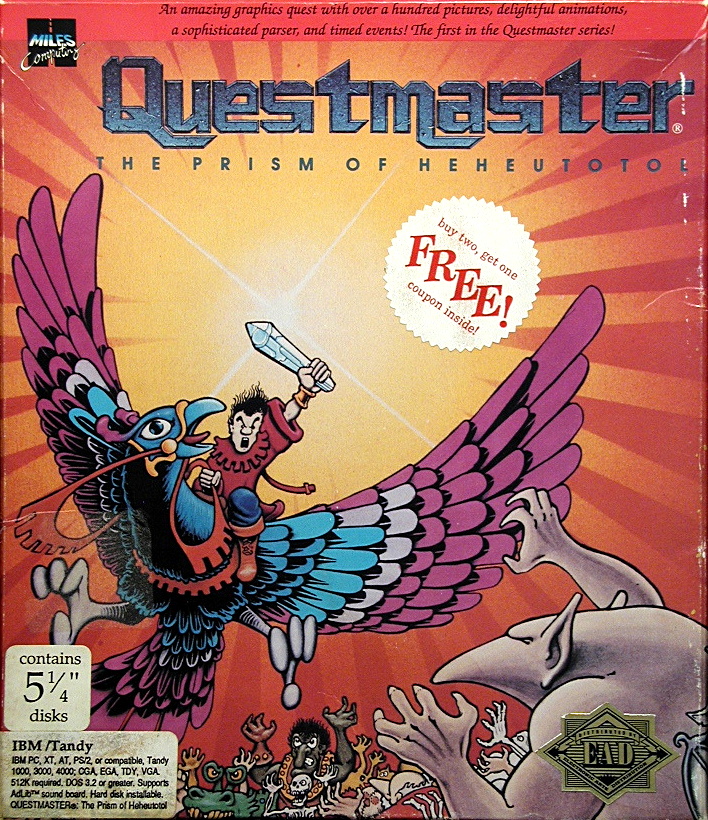 An amazing graphics quest with over a hundred pictures, delightful animations,
a sophisticated parser, and timed events! The first in the Questmaster series!
MILES
Computing
Questmaster®
THE PRISM OF HEHEUTOTOL
buy two, get one
FREE!
coupon inside!
contains
5 1/4"
disks
IBM/Tandy
IBM PC, XT, AT, PS/2, or compatible, Tandy
1000, 3000, 4000; CGA, EGA, TDY, VGA.
512K required. DOS 3.2 or greater. Supports
AdLib™ sound board. Hard disk installable.
QUESTMASTER®: The Prism of Heheutotol
DISTRIBUTED BY
EAD